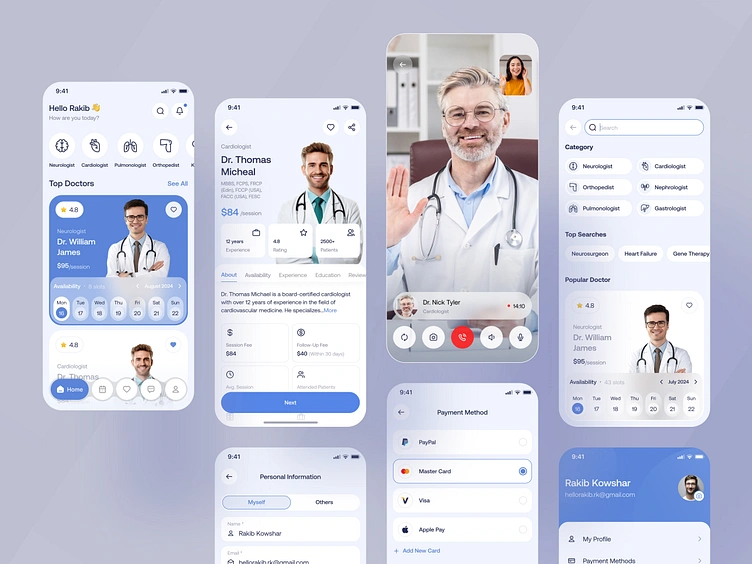 9:41
Hello Rakib 👋
How are you today?
Neurologist
Cardiologist
Pulmonologist
Orthopedist
Top Doctors
See All
4.8
Neurologist
Dr. William
James
$95/session
Availability
August 2024
Mon Tue Wed Thu Fri Sat Sun
16 17 18 19 20 21 22
4.8
Cardiologist
Dr. Thomas
Home
9:41
Cardiologist
Dr. Thomas
Micheal
MBBS, FCPS, FRCP
(Edin), FCCP (USA),
FACC (USA), FESC
$84 /session
12 years
Experience
4.9
Rating
2500+
Patients
About
Availability
Experience
Education
Review
Dr. Thomas Michael is a board-certified cardiologist
with over 12 years of experience in the field of
cardiovascular medicine. He specializes...More
Session Fee
$84
Follow-Up Fee
$40 (Within 30 days)
Avg. Session
Attended Patients
Next
9:41
Personal Information
Myself
Others
Name *
Rakib Kowshar
Email *
hellorakib.rk@gmail.com
Dr. Nick Tyler
Cardiologist
14:10
9:41
Payment Method
PayPal
Master Card
Visa
Apple Pay
+ Add New Card
9:41
Search
Category
Neurologist
Cardiologist
Orthopedist
Nephrologist
Pulmonologist
Gastrologist
Top Searches
Neurosurgeon
Heart Failure
Gene Therapy
Popular Doctor
4.8
Neurologist
Dr. William
James
$95/session
Availability
43 slots
July 2024
Mon Tue Wed Thu Fri Sat Sun
16 17 18 19 20 21 22
9:41
Rakib Kowshar
hellorakib.rk@gmail.com
My Profile
Payment Methods